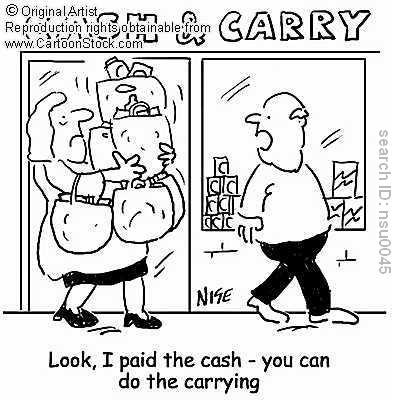 © Original Artist
Reproduction rights obtainable from
www.CartoonStock.com
CASH & CARRY
search ID: nsu0045
NISE
Look, I paid the cash - you can
do the carrying